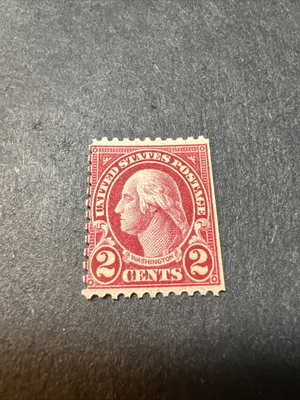 UNITED STATES POSTAGE
WASHINGTON
2 CENTS 2